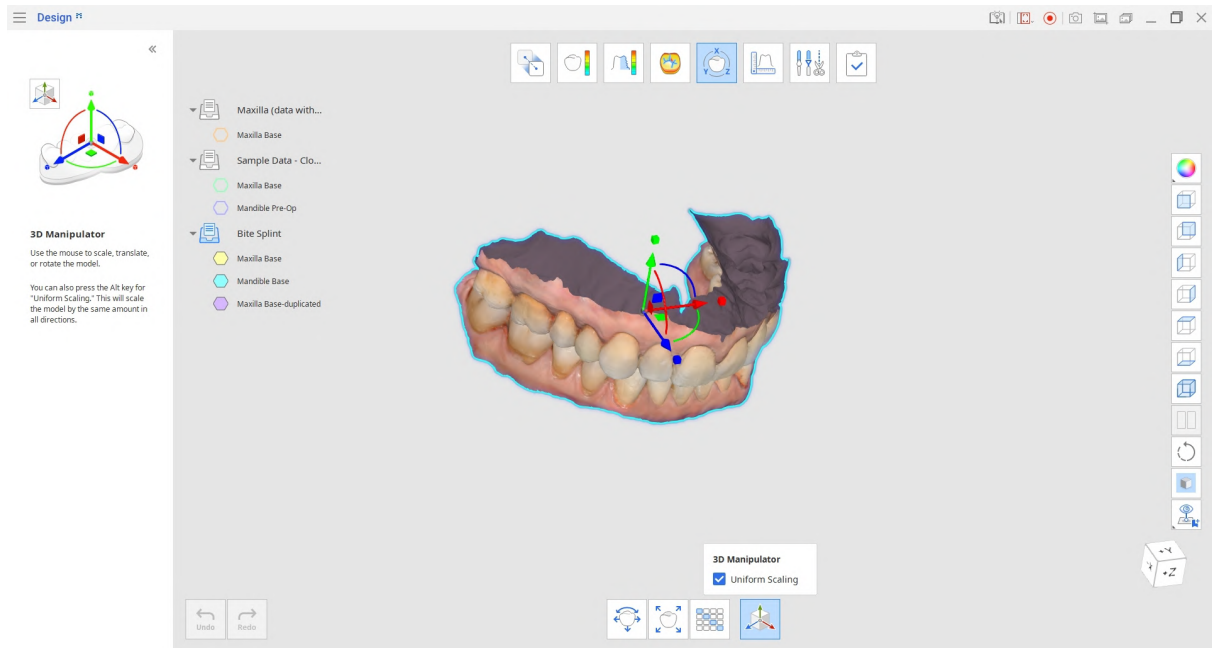 Design
3D Manipulator
Use the mouse to scale, translate,
or rotate the model.
You can also press the Alt key for
"Uniform Scaling." This will scale
the model by the same amount in
all directions.
X
Y
Z
Maxilla (data with...
Maxilla Base
Sample Data - Clo...
Maxilla Base
Mandible Pre-Op
Bite Splint
Maxilla Base
Mandible Base
Maxilla Base-duplicated
3D Manipulator
Uniform Scaling
Undo
Redo
+Y
+Z